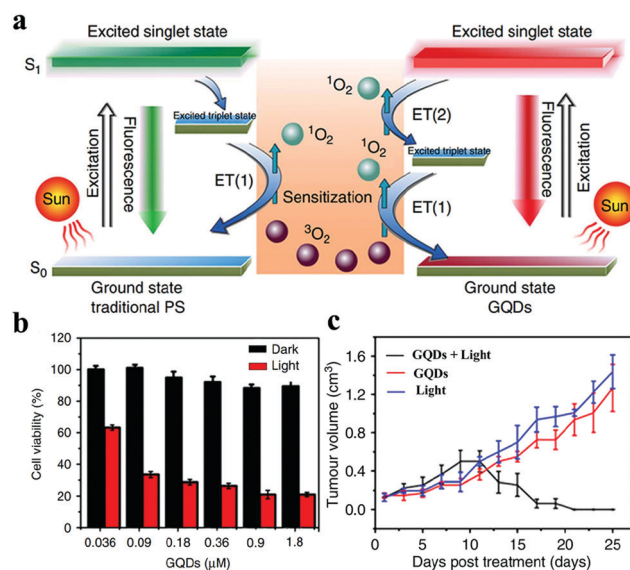 a
Excited singlet state
Excited singlet state
S1
¹O2
ET(2)
Excited triplet state
¹O2
¹O2
Excited triplet state
Excitation
Fluorescence
ET(1)
Sensitization
ET(1)
Fluorescence
Excitation
Sun
Sun
³O2
S0
Ground state
traditional PS
Ground state
GQDs
b
Dark
Light
Cell viability (%)
120
100
80
60
40
20
0
0.036 0.09 0.18 0.36 0.9 1.8
GQDs (μM)
c
GQDs + Light
GQDs
Light
Tumour volume (cm³)
1.6
1.2
0.8
0.4
0.0
0 5 10 15 20 25
Days post treatment (days)